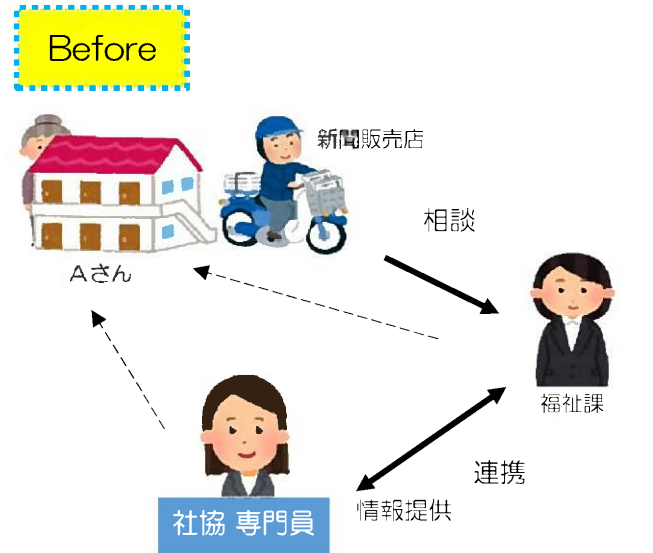 Before
新聞販売店
相談
Aさん
福祉課
連携
情報提供
社協 専門員